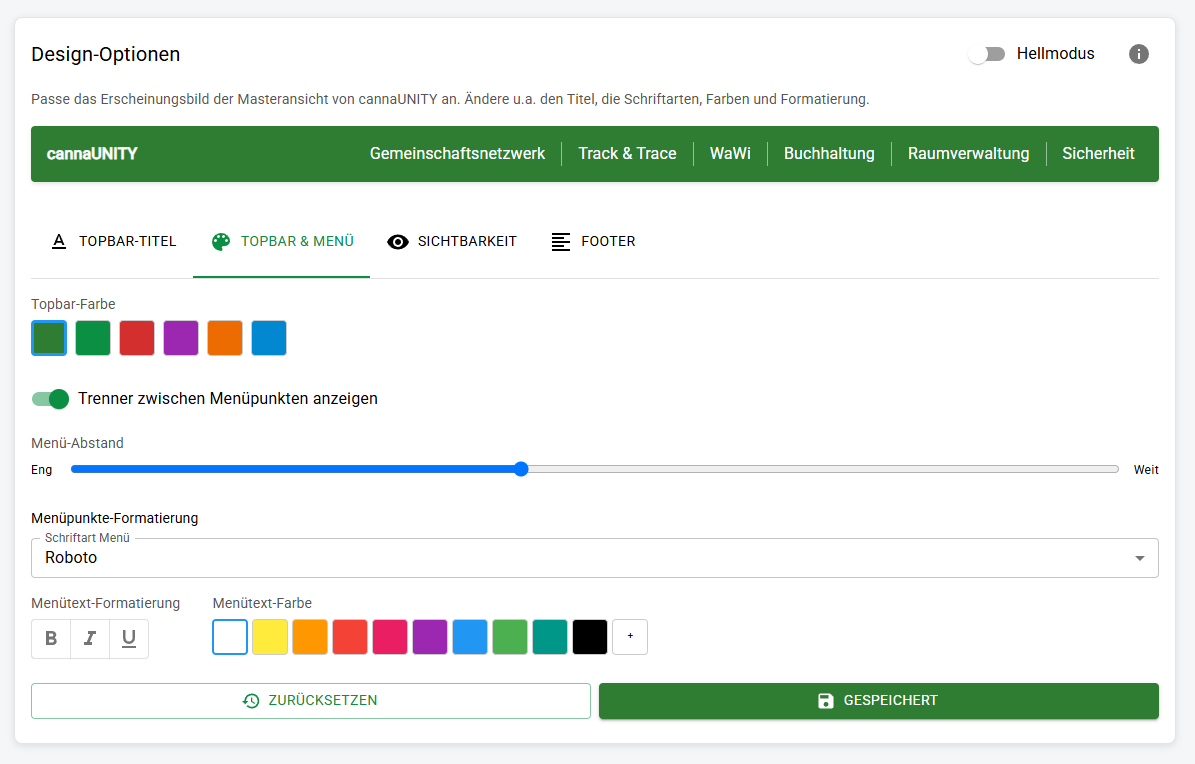 Design-Optionen
Hellmodus
Passe das Erscheinungsbild der Masteransicht von cannaUNITY an. Ändere u.a. den Titel, die Schriftarten, Farben und Formatierung.
cannaUNITY Gemeinschaftsnetzwerk Track & Trace WaWi Buchhaltung Raumverwaltung Sicherheit
TOPBAR-TITEL TOPBAR & MENÜ SICHTBARKEIT FOOTER
Topbar-Farbe
Trenner zwischen Menüpunkten anzeigen
Menü-Abstand
Eng Weit
Menüpunkte-Formatierung
Schriftart Menü
Roboto
Menütext-Formatierung Menütext-Farbe
B I U +
ZURÜCKSETZEN GESPEICHERT